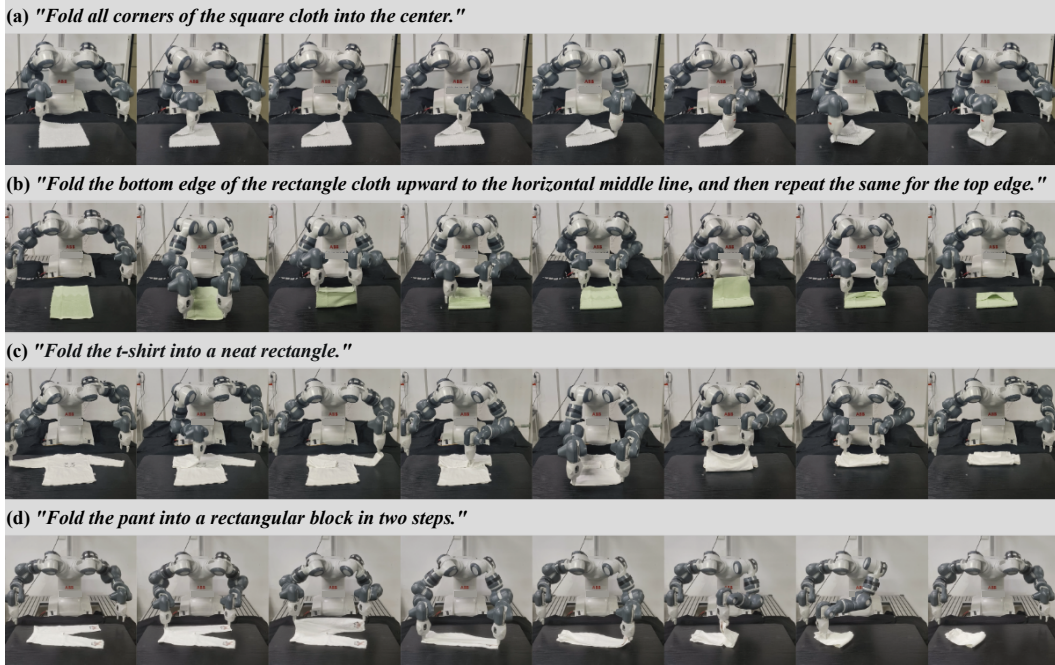 (a) "Fold all corners of the square cloth into the center."
(b) "Fold the bottom edge of the rectangle cloth upward to the horizontal middle line, and then repeat the same for the top edge."
(c) "Fold the t-shirt into a neat rectangle."
(d) "Fold the pant into a rectangular block in two steps."